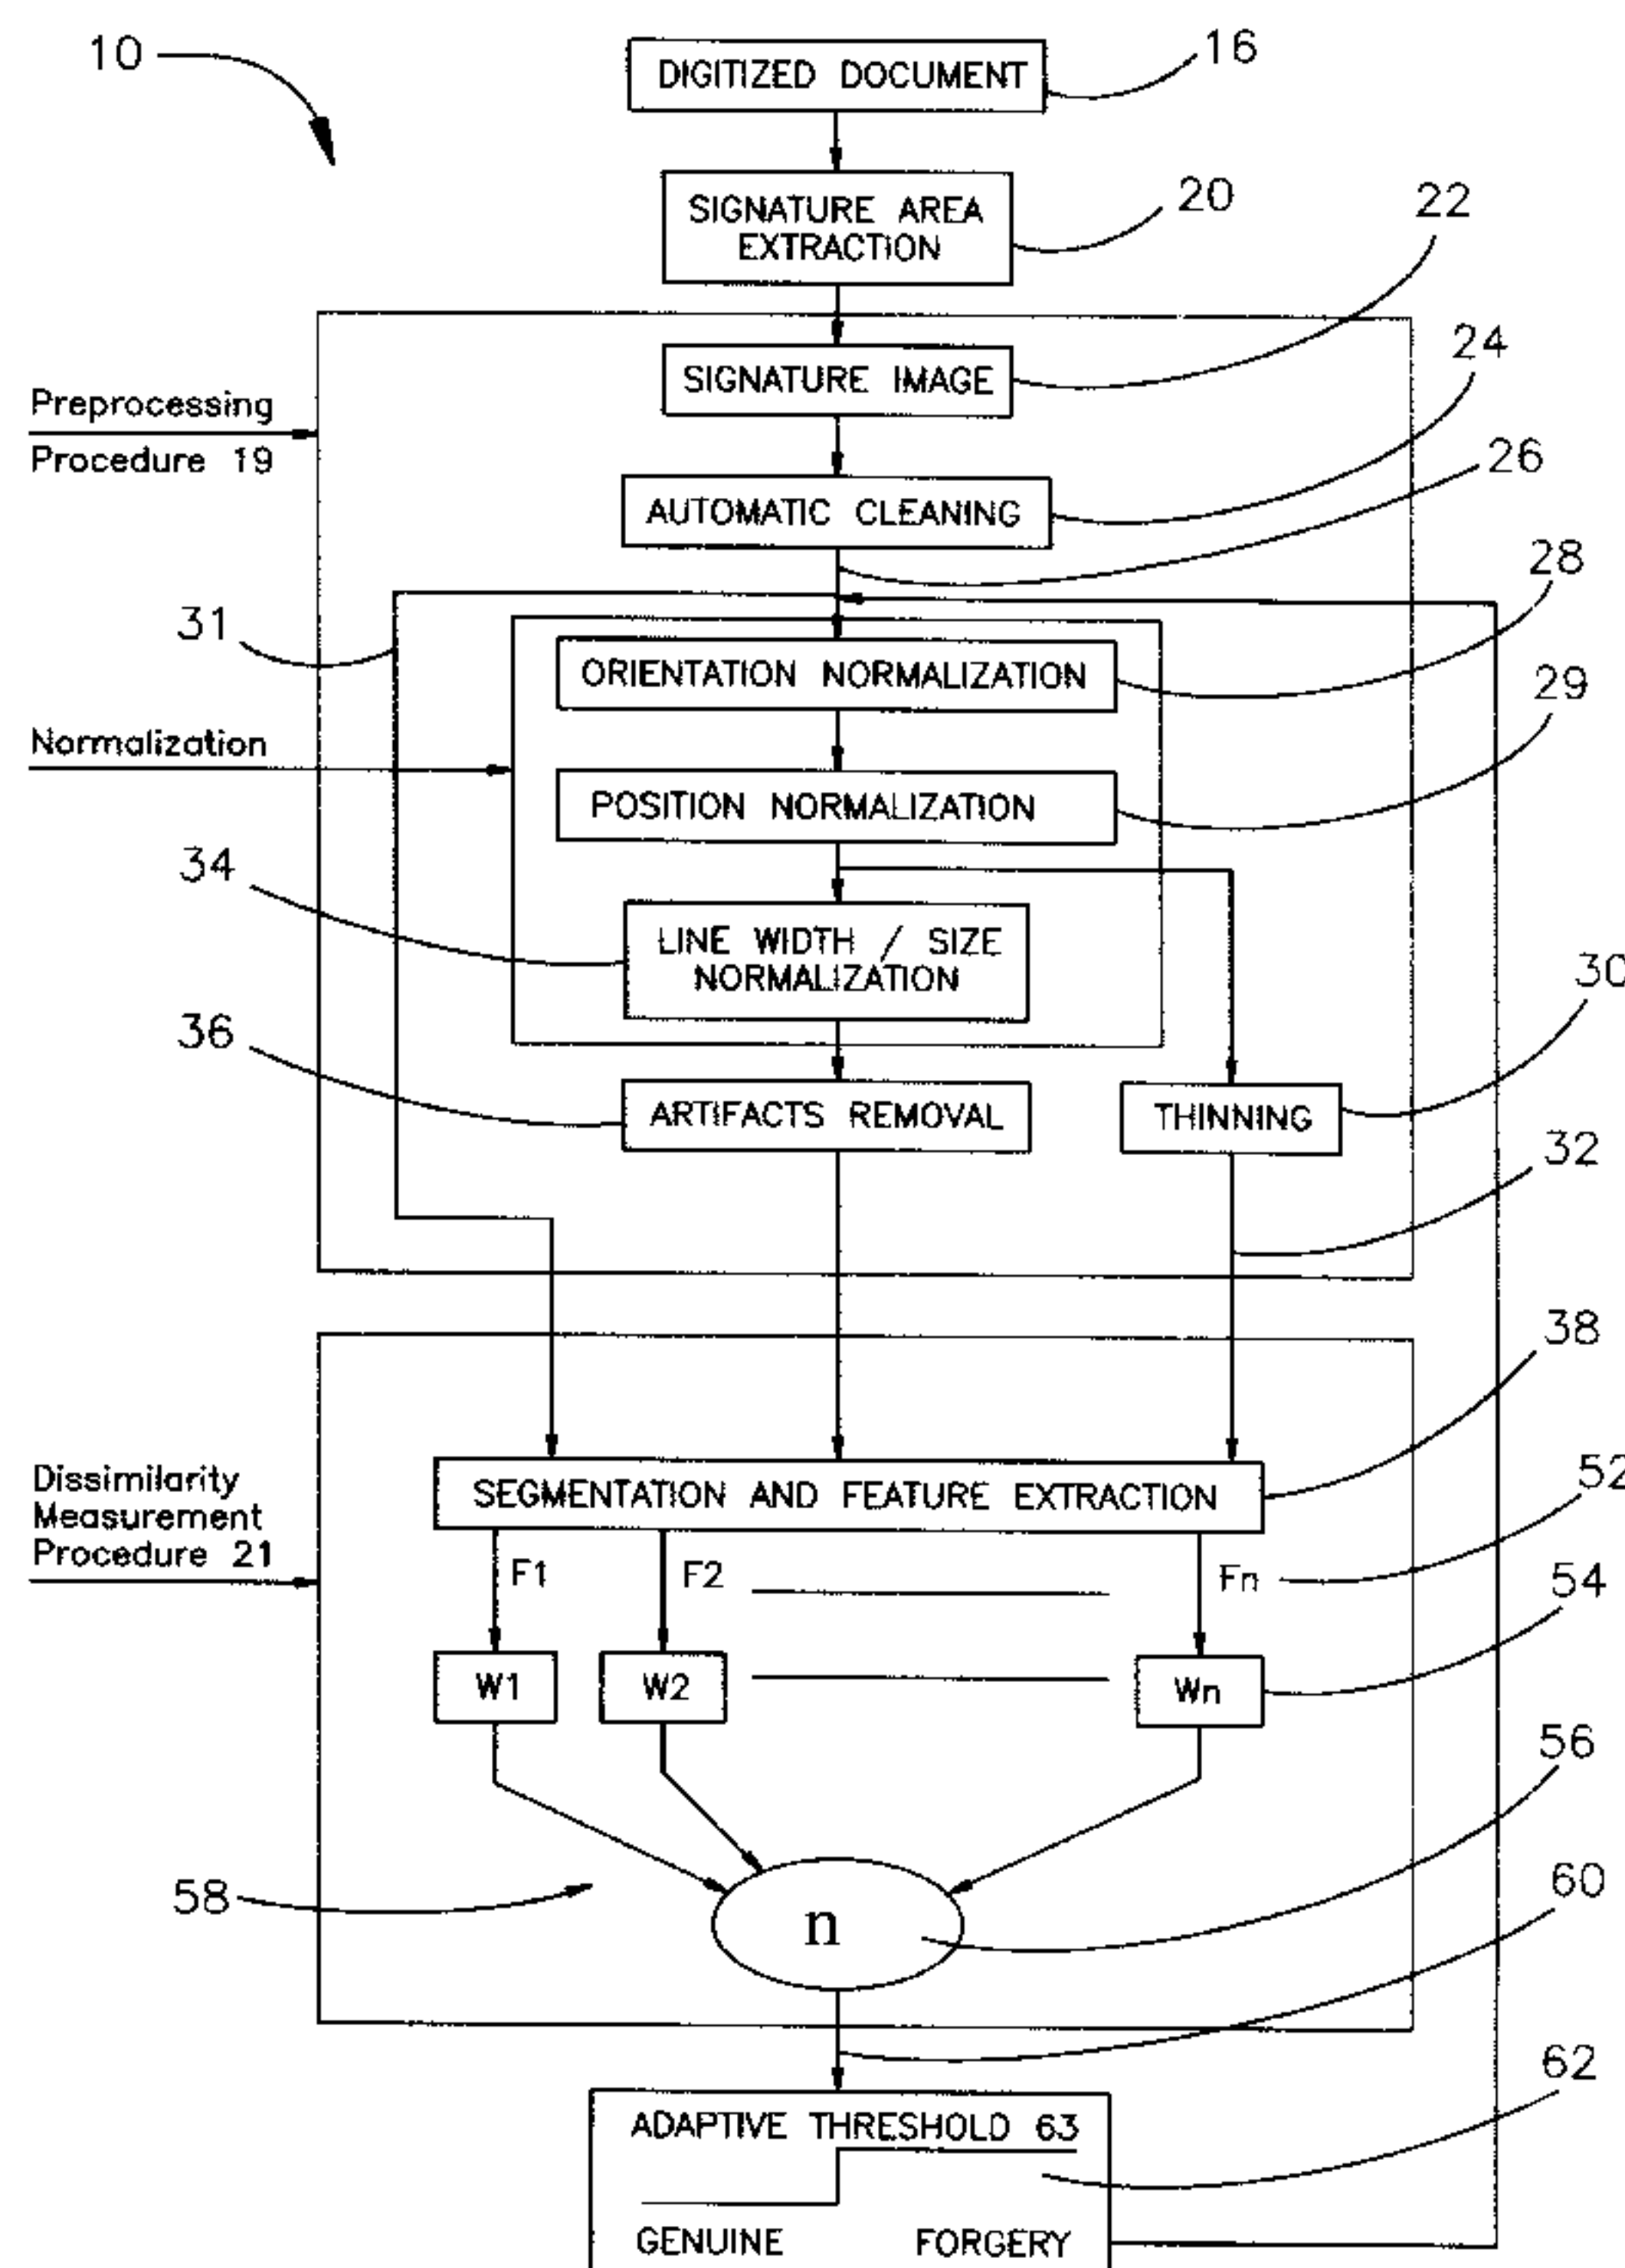 10
DIGITIZED DOCUMENT
16
SIGNATURE AREA
EXTRACTION
20
22
SIGNATURE IMAGE
24
Preprocessing
Procedure 19
AUTOMATIC CLEANING
26
28
31
ORIENTATION NORMALIZATION
29
Normalization
POSITION NORMALIZATION
34
LINE WIDTH / SIZE
NORMALIZATION
30
36
ARTIFACTS REMOVAL
THINNING
32
38
Dissimilarity
Measurement
Procedure 21
SEGMENTATION AND FEATURE EXTRACTION
52
F1
F2
Fn
54
W1
W2
Wn
56
58
n
60
62
ADAPTIVE THRESHOLD 63
GENUINE
FORGERY